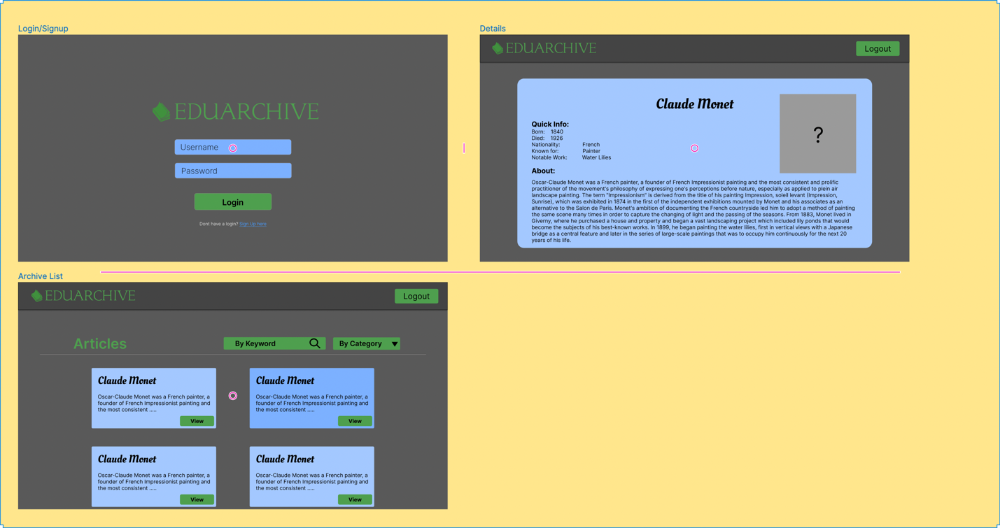 Login/Signup
EDUARCHIVE
Username
Password
Login
Dont have a login? Sign Up here
Details
EDUARCHIVE
Logout
Claude Monet
?
Quick Info:
Born: 1840
Died: 1926
Nationality: French
Known for: Painter
Notable Work: Water Lilies
About:
Oscar-Claude Monet was a French painter, a founder of French Impressionist painting and the most consistent and prolific
practitioner of the movement's philosophy of expressing one's perceptions before nature, especially as applied to plein air
landscape painting. The term "Impressionism" is derived from the title of his painting Impression, soleil levant (Impression,
Sunrise), which was exhibited in 1874 in the first of the independent exhibitions mounted by Monet and his associates as an
alternative to the Salon de Paris. Monet's ambition of documenting the French countryside led him to adopt a method of painting
the same scene many times in order to capture the changing of light and the passing of the seasons. From 1883, Monet lived in
Giverny, where he purchased a house and property and began a vast landscaping project which included lily ponds that would
become the subjects of his best-known works. In 1899, he began painting the water lilies, first in vertical views with a Japanese
bridge as a central feature and later in the series of large-scale paintings that was to occupy him continuously for the next 20
years of his life.
Archive List
EDUARCHIVE
Logout
Articles
By Keyword
By Category
Claude Monet
Oscar-Claude Monet was a French painter, a
founder of French Impressionist painting and
the most consistent .....
View
Claude Monet
Oscar-Claude Monet was a French painter, a
founder of French Impressionist painting and
the most consistent .....
View
Claude Monet
Oscar-Claude Monet was a French painter, a
founder of French Impressionist painting and
the most consistent .....
View
Claude Monet
Oscar-Claude Monet was a French painter, a
founder of French Impressionist painting and
the most consistent .....
View